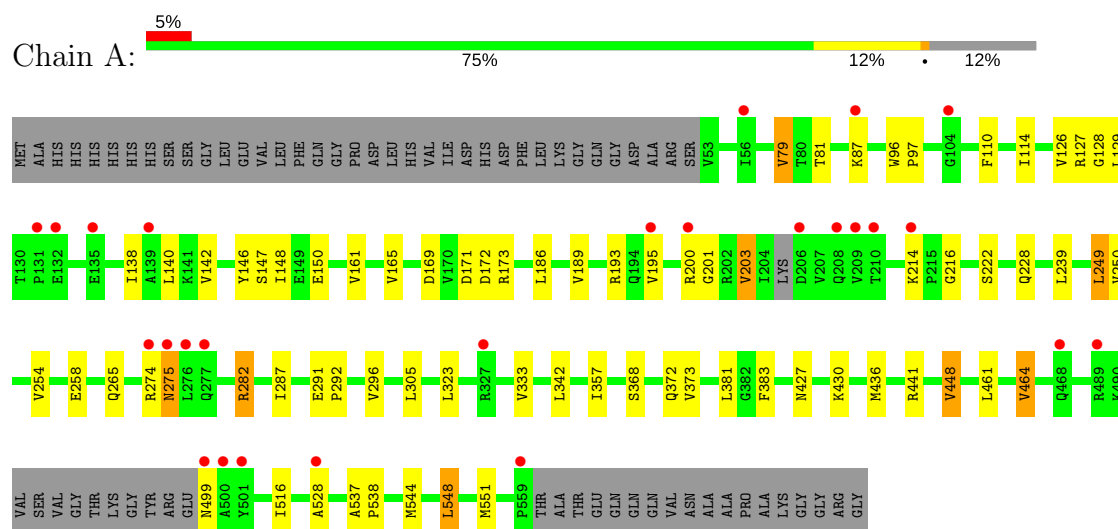 5%
Chain A:
75% 12% • 12%
MET ALA HIS HIS HIS HIS HIS HIS SER SER GLY LEU GLU VAL LEU PHE GLN GLY PRO ASP LEU HIS VAL ILE ASP HIS ASP PHE LEU LYS GLY GLN GLY ASP ALA ARG SER V53 I56 V79 T80 T81 K87 W96 P97 G104 F110 I114 V126 R127 G128 L129
T130 P131 E132 E135 I138 A139 L140 K141 V142 Y146 S147 I148 E149 E150 V161 V165 D169 V170 D171 D172 R173 L186 V189 R193 Q194 V195 R200 G201 R202 V203 I204 LYS D206 V207 Q208 V209 T210 K214 P215 G216 S222 Q228 L239 L249 V250
V254 E258 Q265 R274 N275 L276 Q277 R282 I287 E291 P292 V296 L305 L323 R327 V333 L342 I357 S368 Q372 V373 L381 G382 F383 N427 K430 M436 R441 V448 L461 V464 Q468 R489 K490
VAL SER VAL GLY THR LYS GLY TYR ARG GLU N499 A500 Y501 I516 A528 A537 P538 M544 L548 M551 P559 THR ALA THR GLU GLN GLN GLN VAL ASN ALA ALA PRO ALA LYS GLY GLY ARG GLY